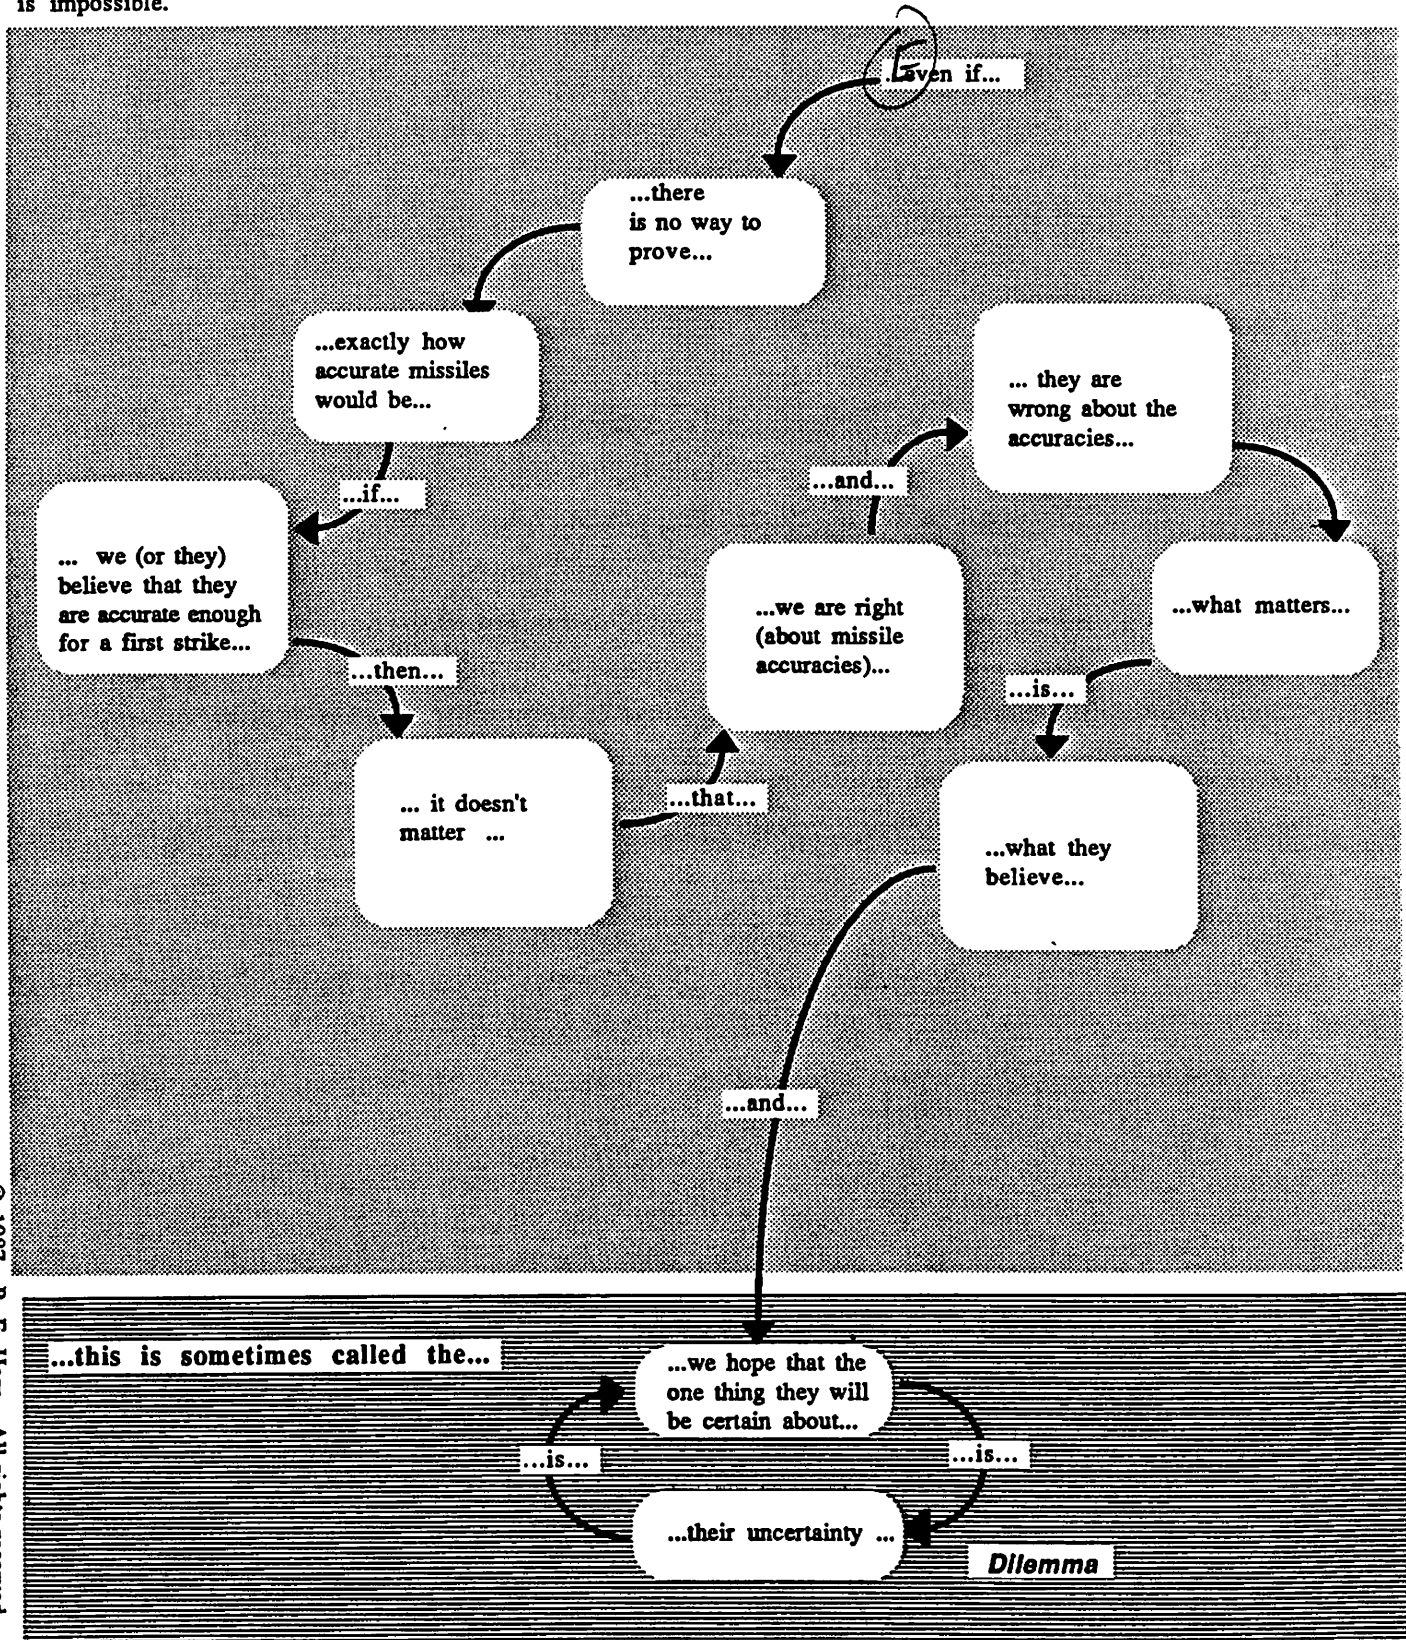 is impossible.
E
...even if...
...there
is no way to
prove...
...exactly how
accurate missiles
would be...
...if...
... we (or they)
believe that they
are accurate enough
for a first strike...
...then...
... it doesn't
matter ...
...that...
...we are right
(about missile
accuracies)...
...and...
... they are
wrong about the
accuracies...
...what matters...
...is...
...what they
believe...
...and...
...this is sometimes called the...
...we hope that the
one thing they will
be certain about...
...is...
...is...
...their uncertainty ...
Dilemma